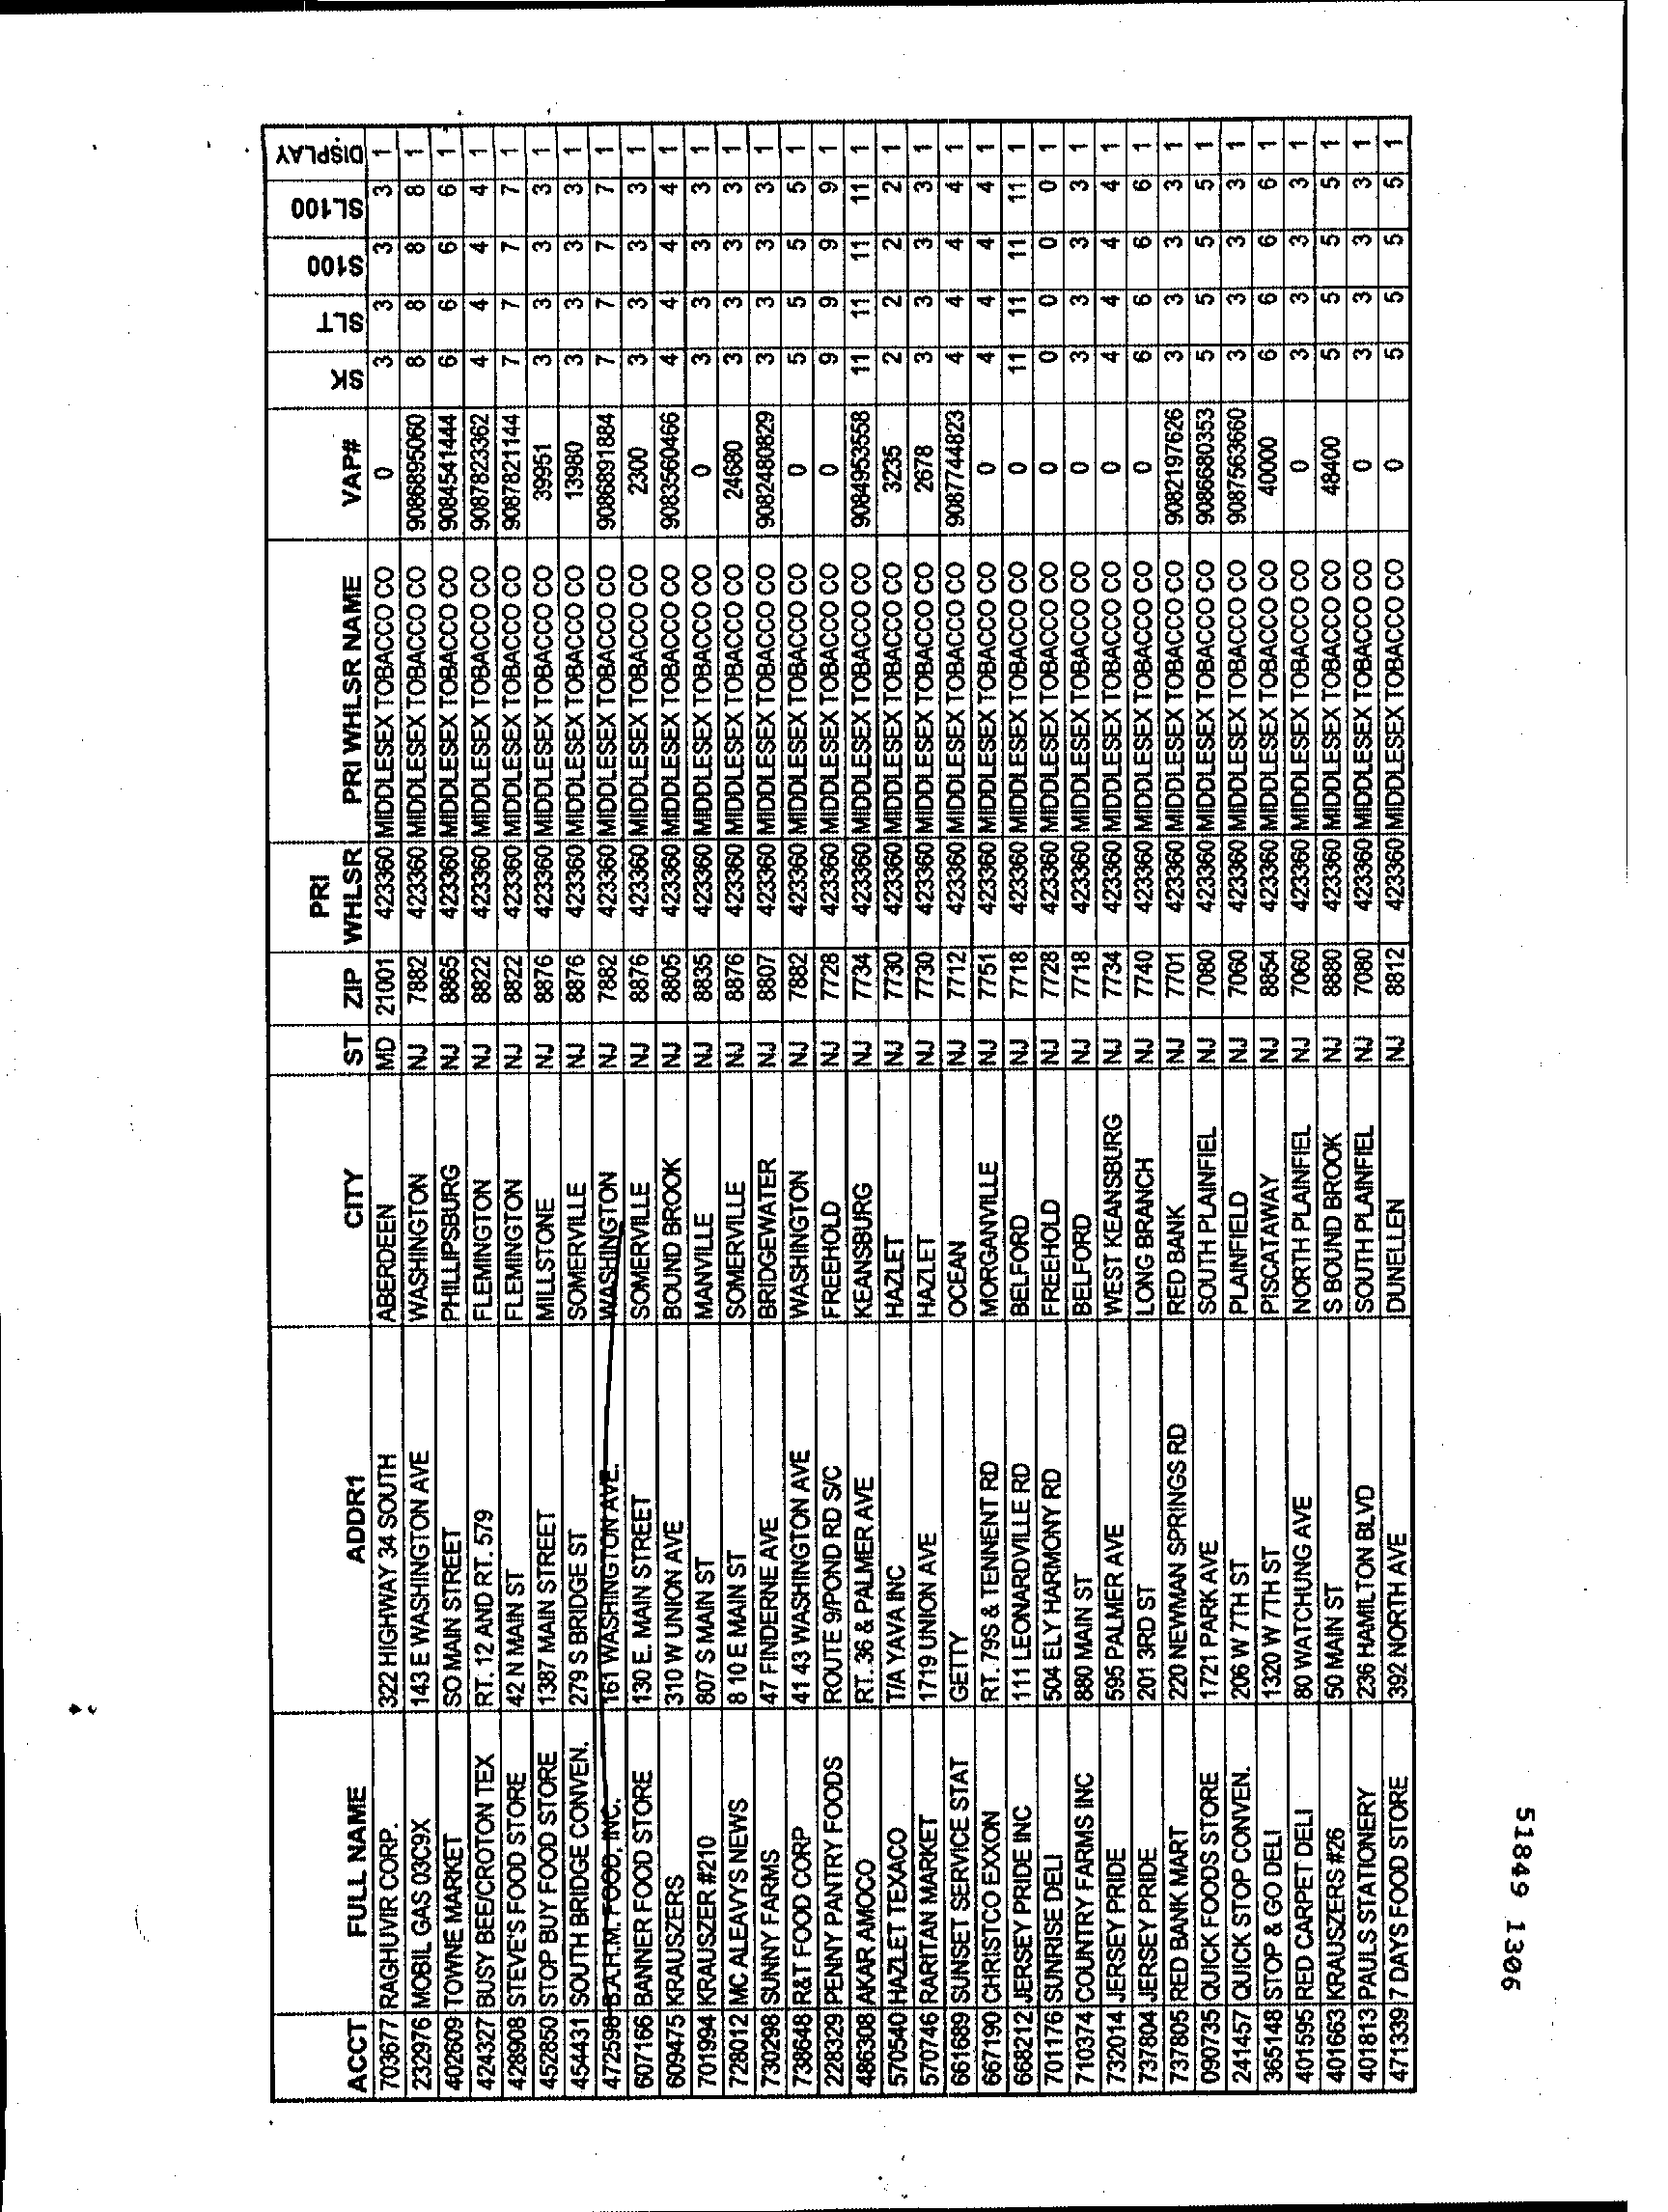 ACCT FULL NAME ADDR1 CITY ST ZIP PRI WHLSR PRI WHLSR NAME VAP# SK SLT S100 SL100 DISPLAY
703677 RAGHUVIR CORP. 322 HIGHWAY 34 SOUTH ABERDEEN MD 21001 423360 MIDDLESEX TOBACCO CO 0 3 3 3 3 1
232976 MOBIL GAS 03C9X 143 E WASHINGTON AVE WASHINGTON NJ 7882 423360 MIDDLESEX TOBACCO CO 9086895060 8 8 8 8 1
402609 TOWNE MARKET SO MAIN STREET PHILLIPSBURG NJ 8865 423360 MIDDLESEX TOBACCO CO 9084541444 6 6 6 6 1
424327 BUSY BEE/CROTON TEX RT. 12 AND RT. 579 FLEMINGTON NJ 8822 423360 MIDDLESEX TOBACCO CO 9087823362 4 4 4 4 1
428908 STEVE'S FOOD STORE 42 N MAIN ST FLEMINGTON NJ 8822 423360 MIDDLESEX TOBACCO CO 9087821144 7 7 7 7 1
452850 STOP BUY FOOD STORE 1387 MAIN STREET MILLSTONE NJ 8876 423360 MIDDLESEX TOBACCO CO 39951 3 3 3 3 1
454431 SOUTH BRIDGE CONVEN. 279 S BRIDGE ST SOMERVILLE NJ 8876 423360 MIDDLESEX TOBACCO CO 13980 3 3 3 3 1
472598 B.A.H.M. FOOD, INC. 161 WASHINGTON AVE. WASHINGTON NJ 7882 423360 MIDDLESEX TOBACCO CO 9086891884 7 7 7 7 1
607166 BANNER FOOD STORE 130 E. MAIN STREET SOMERVILLE NJ 8876 423360 MIDDLESEX TOBACCO CO 2300 3 3 3 3 1
609475 KRAUSZERS 310 W UNION AVE BOUND BROOK NJ 8805 423360 MIDDLESEX TOBACCO CO 9083560466 4 4 4 4 1
701994 KRAUSZER #210 807 S MAIN ST MANVILLE NJ 8835 423360 MIDDLESEX TOBACCO CO 0 3 3 3 3 1
728012 MC ALEAVYS NEWS 8 10 E MAIN ST SOMERVILLE NJ 8876 423360 MIDDLESEX TOBACCO CO 24680 3 3 3 3 1
730298 SUNNY FARMS 47 FINDERNE AVE BRIDGEWATER NJ 8807 423360 MIDDLESEX TOBACCO CO 9082480829 3 3 3 3 1
738648 R&T FOOD CORP 41 43 WASHINGTON AVE WASHINGTON NJ 7882 423360 MIDDLESEX TOBACCO CO 0 5 5 5 5 1
228329 PENNY PANTRY FOODS ROUTE 9/POND RD S/C FREEHOLD NJ 7728 423360 MIDDLESEX TOBACCO CO 0 9 9 9 9 1
486308 AKAR AMOCO RT. 36 & PALMER AVE KEANSBURG NJ 7734 423360 MIDDLESEX TOBACCO CO 9084953558 11 11 11 11 1
570540 HAZLET TEXACO T/A YAVA INC HAZLET NJ 7730 423360 MIDDLESEX TOBACCO CO 3235 2 2 2 2 1
570746 RARITAN MARKET 1719 UNION AVE HAZLET NJ 7730 423360 MIDDLESEX TOBACCO CO 2678 3 3 3 3 1
661689 SUNSET SERVICE STAT GETTY OCEAN NJ 7712 423360 MIDDLESEX TOBACCO CO 9087744823 4 4 4 4 1
667190 CHRISTCO EXXON RT. 79S & TENNENT RD MORGANVILLE NJ 7751 423360 MIDDLESEX TOBACCO CO 0 4 4 4 4 1
668212 JERSEY PRIDE INC 111 LEONARDVILLE RD BELFORD NJ 7718 423360 MIDDLESEX TOBACCO CO 0 11 11 11 11 1
701176 SUNRISE DELI 504 ELY HARMONY RD FREEHOLD NJ 7728 423360 MIDDLESEX TOBACCO CO 0 0 0 0 0 1
710374 COUNTRY FARMS INC 880 MAIN ST BELFORD NJ 7718 423360 MIDDLESEX TOBACCO CO 0 3 3 3 3 1
732014 JERSEY PRIDE 595 PALMER AVE WEST KEANSBURG NJ 7734 423360 MIDDLESEX TOBACCO CO 0 4 4 4 4 1
737804 JERSEY PRIDE 201 3RD ST LONG BRANCH NJ 7740 423360 MIDDLESEX TOBACCO CO 0 6 6 6 6 1
737805 RED BANK MART 220 NEWMAN SPRINGS RD RED BANK NJ 7701 423360 MIDDLESEX TOBACCO CO 9082197626 3 3 3 3 1
090735 QUICK FOODS STORE 1721 PARK AVE SOUTH PLAINFIEL NJ 7080 423360 MIDDLESEX TOBACCO CO 9086680353 5 5 5 5 1
241457 QUICK STOP CONVEN. 206 W 7TH ST PLAINFIELD NJ 7060 423360 MIDDLESEX TOBACCO CO 9087563660 3 3 3 3 1
365148 STOP & GO DELI 1320 W 7TH ST PISCATAWAY NJ 8854 423360 MIDDLESEX TOBACCO CO 40000 6 6 6 6 1
401595 RED CARPET DELI 80 WATCHUNG AVE NORTH PLAINFIEL NJ 7060 423360 MIDDLESEX TOBACCO CO 0 3 3 3 3 1
401663 KRAUSZERS #26 50 MAIN ST S BOUND BROOK NJ 8880 423360 MIDDLESEX TOBACCO CO 48400 5 5 5 5 1
401813 PAULS STATIONERY 236 HAMILTON BLVD SOUTH PLAINFIEL NJ 7080 423360 MIDDLESEX TOBACCO CO 0 3 3 3 3 1
471339 7 DAYS FOOD STORE 392 NORTH AVE DUNELLEN NJ 8812 423360 MIDDLESEX TOBACCO CO 0 5 5 5 5 1
51849 1306